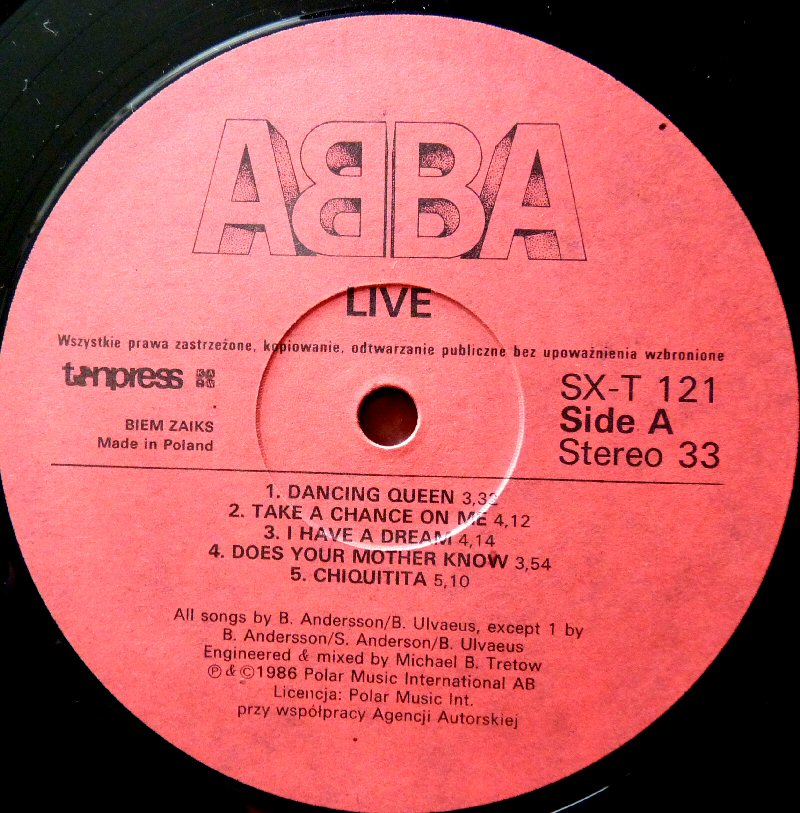 ABBA
LIVE
Wszystkie prawa zastrzeżone, kopiowanie, odtwarzanie publiczne bez upoważnienia wzbronione
tonpress
BIEM ZAIKS
Made in Poland
SX-T 121
Side A
Stereo 33
1. DANCING QUEEN 3,32
2. TAKE A CHANCE ON ME 4,12
3. I HAVE A DREAM 4,14
4. DOES YOUR MOTHER KNOW 3,54
5. CHIQUITITA 5,10
All songs by B. Andersson/B. Ulvaeus, except 1 by
B. Andersson/S. Anderson/B. Ulvaeus
Engineered & mixed by Michael B. Tretow
Ⓟ & ©1986 Polar Music International AB
Licencja: Polar Music Int.
przy współpracy Agencji Autorskiej